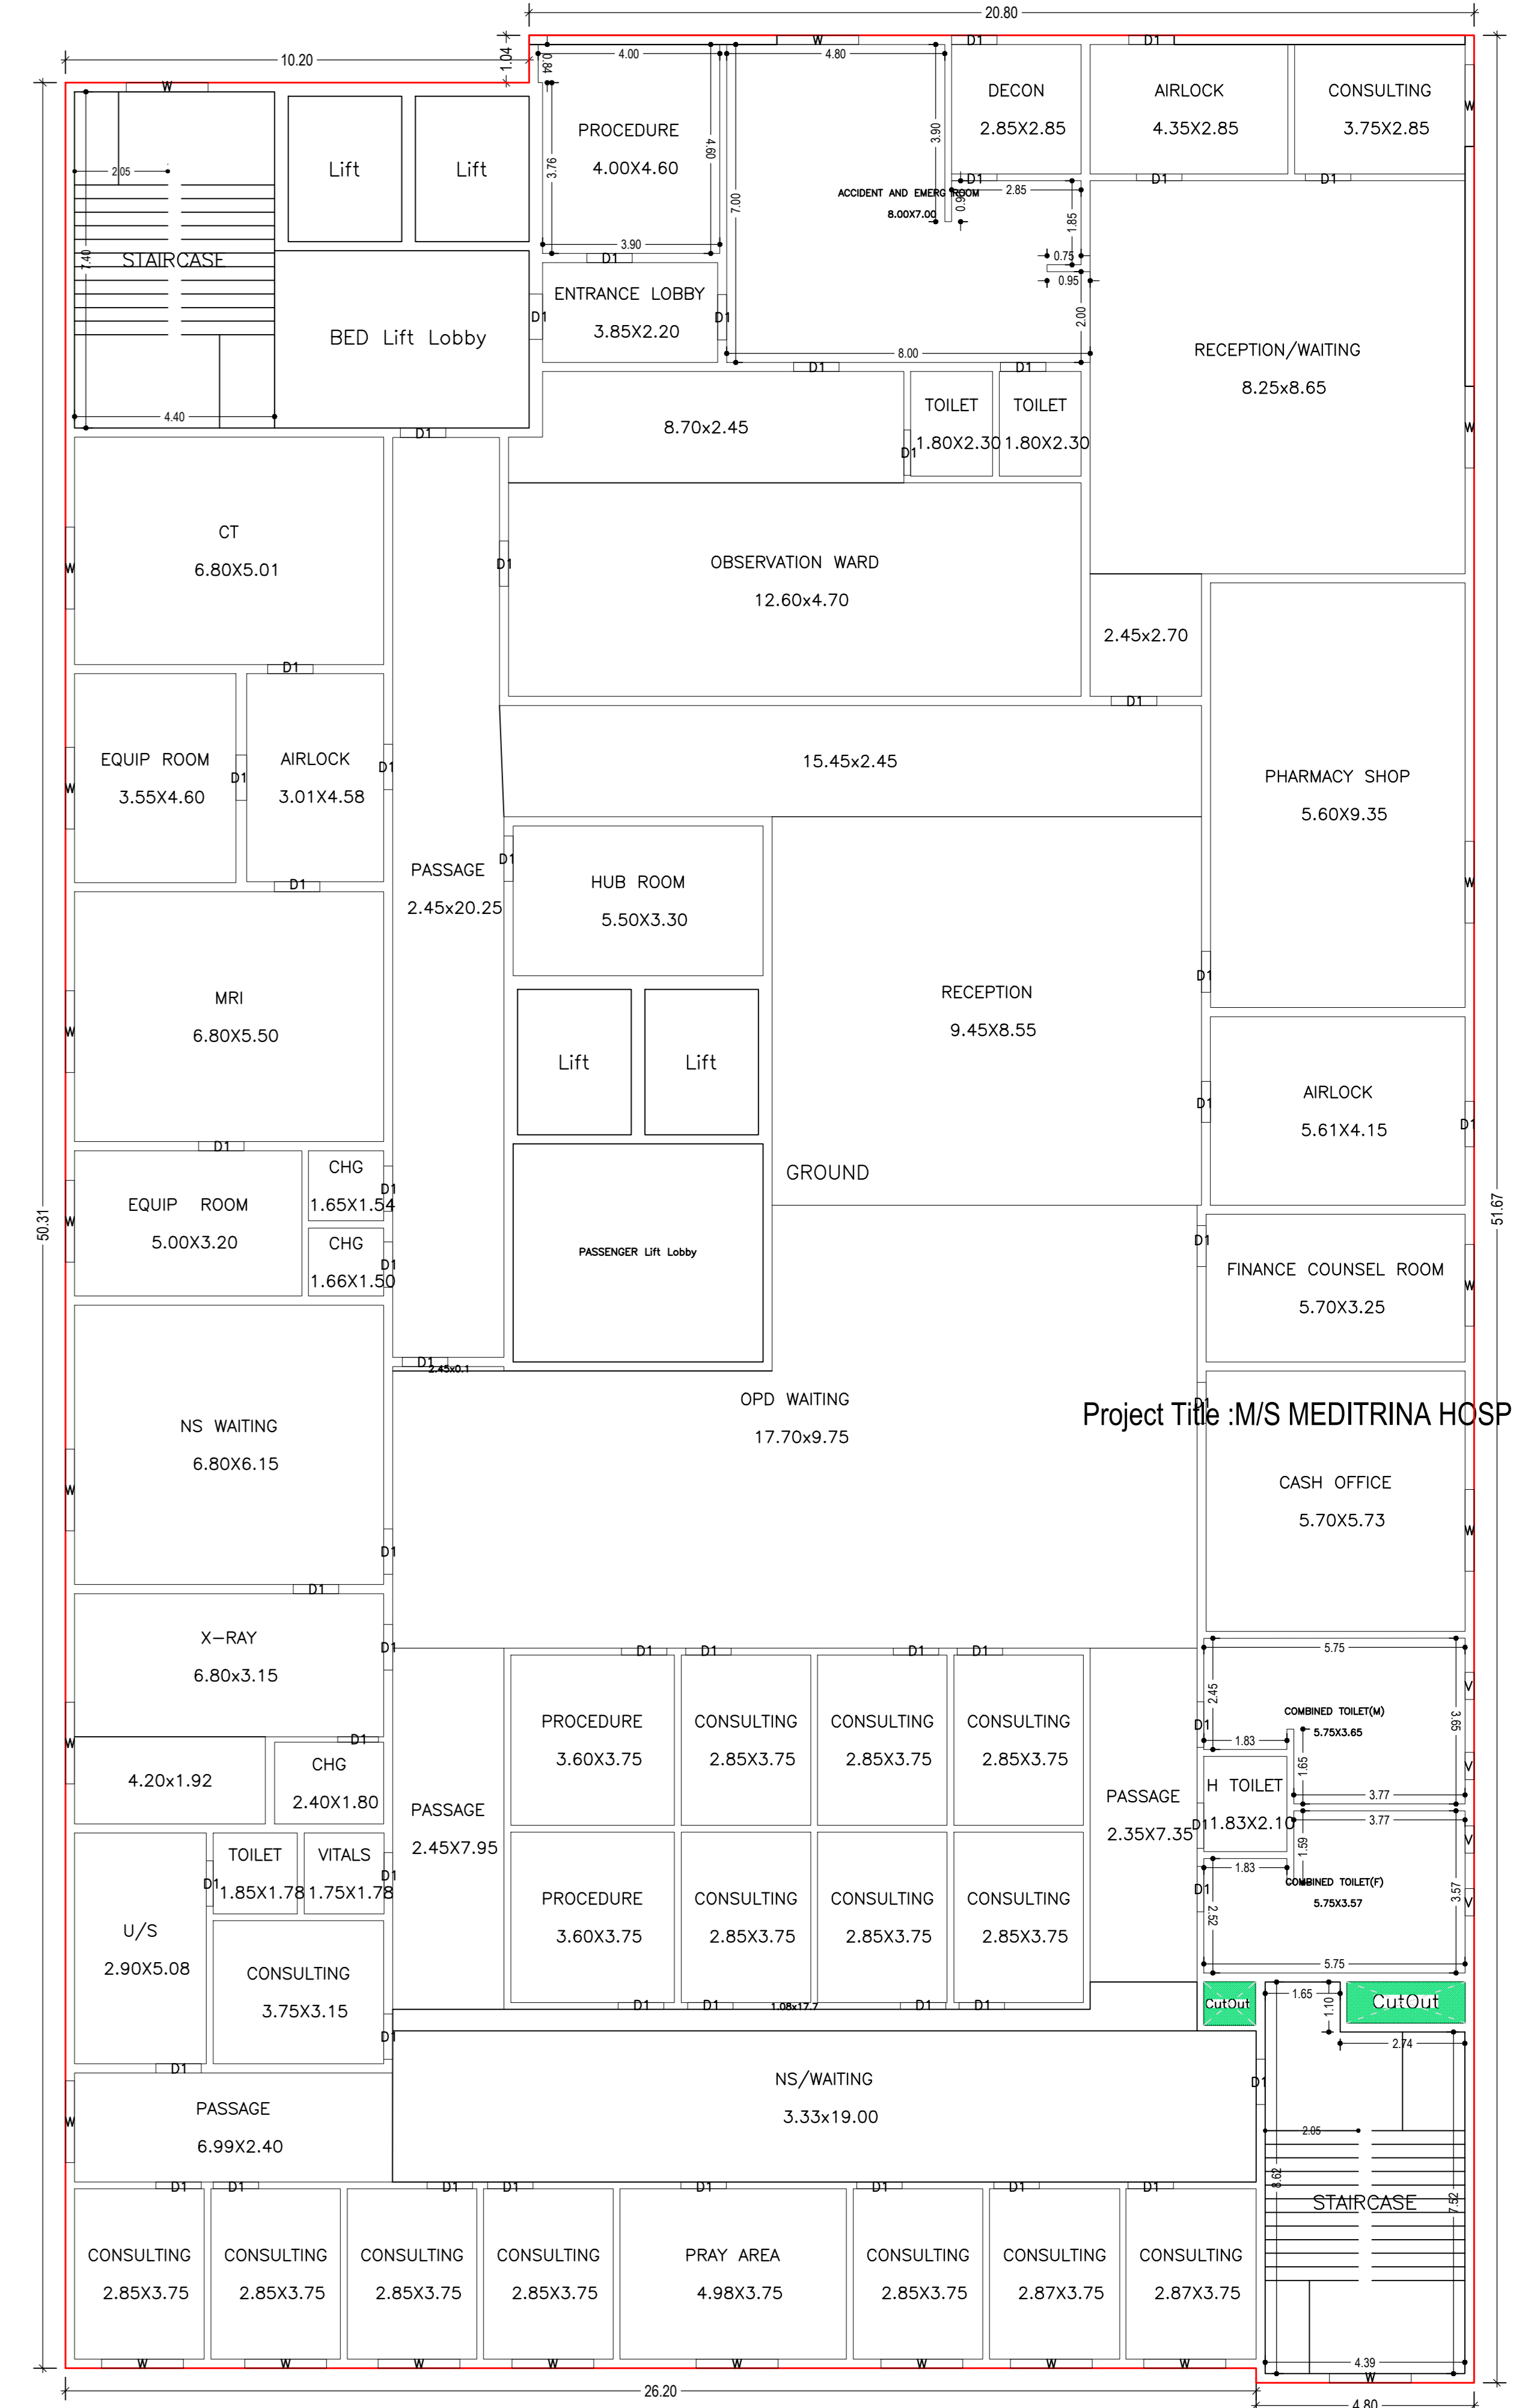 20.80
10.20
1.04
W
D1
D1
0.84
4.00
4.80
W
2.05
7.40
STAIRCASE
4.40
Lift
Lift
BED Lift Lobby
PROCEDURE
4.00X4.60
3.76
4.60
3.90
D1
ENTRANCE LOBBY
3.85X2.20
D1
D1
7.00
3.90
ACCIDENT AND EMERG ROOM
8.00X7.00
DECON
2.85X2.85
D1
2.85
1.85
0.75
0.95
2.00
8.00
AIRLOCK
4.35X2.85
D1
CONSULTING
3.75X2.85
D1
W
RECEPTION/WAITING
8.25x8.65
W
D1
D1
8.70x2.45
D1
TOILET
1.80X2.30
TOILET
1.80X2.30
D1
CT
6.80X5.01
W
D1
OBSERVATION WARD
12.60x4.70
2.45x2.70
D1
D1
EQUIP ROOM
3.55X4.60
W
D1
AIRLOCK
3.01X4.58
D1
D1
15.45x2.45
PHARMACY SHOP
5.60X9.35
W
D1
PASSAGE
2.45x20.25
D1
HUB ROOM
5.50X3.30
MRI
6.80X5.50
W
D1
RECEPTION
9.45X8.55
Lift
Lift
AIRLOCK
5.61X4.15
D1
D1
GROUND
EQUIP ROOM
5.00X3.20
W
CHG
1.65X1.54
D1
CHG
1.66X1.50
D1
50.31
51.67
PASSENGER Lift Lobby
D1
FINANCE COUNSEL ROOM
5.70X3.25
W
D1
2.45x0.1
OPD WAITING
17.70x9.75
Project Title :M/S MEDITRINA HOSP
D1
NS WAITING
6.80X6.15
W
D1
D1
CASH OFFICE
5.70X5.73
W
X-RAY
6.80x3.15
D1
W
D1
D1
D1
D1
D1
5.75
2.45
COMBINED TOILET(M)
5.75X3.65
3.65
V
D1
1.83
1.65
V
3.77
PROCEDURE
3.60X3.75
CONSULTING
2.85X3.75
CONSULTING
2.85X3.75
CONSULTING
2.85X3.75
4.20x1.92
CHG
2.40X1.80
PASSAGE
2.45X7.95
PASSAGE
2.35X7.35
H TOILET
1.83X2.10
D1
3.77
1.59
V
1.83
D1
COMBINED TOILET(F)
5.75X3.57
3.57
V
2.52
5.75
TOILET
1.85X1.78
D1
VITALS
1.75X1.78
D1
U/S
2.90X5.08
CONSULTING
3.75X3.15
D1
PROCEDURE
3.60X3.75
CONSULTING
2.85X3.75
CONSULTING
2.85X3.75
CONSULTING
2.85X3.75
D1
D1
1.08x17.7
D1
D1
CutOut
1.65
1.10
CutOut
2.74
D1
NS/WAITING
3.33x19.00
D1
PASSAGE
6.99X2.40
W
2.05
8.62
STAIRCASE
7.52
D1
D1
D1
D1
D1
D1
D1
D1
CONSULTING
2.85X3.75
CONSULTING
2.85X3.75
CONSULTING
2.85X3.75
CONSULTING
2.85X3.75
PRAY AREA
4.98X3.75
CONSULTING
2.85X3.75
CONSULTING
2.87X3.75
CONSULTING
2.87X3.75
W
W
W
W
W
W
W
W
4.39
W
26.20
4.80